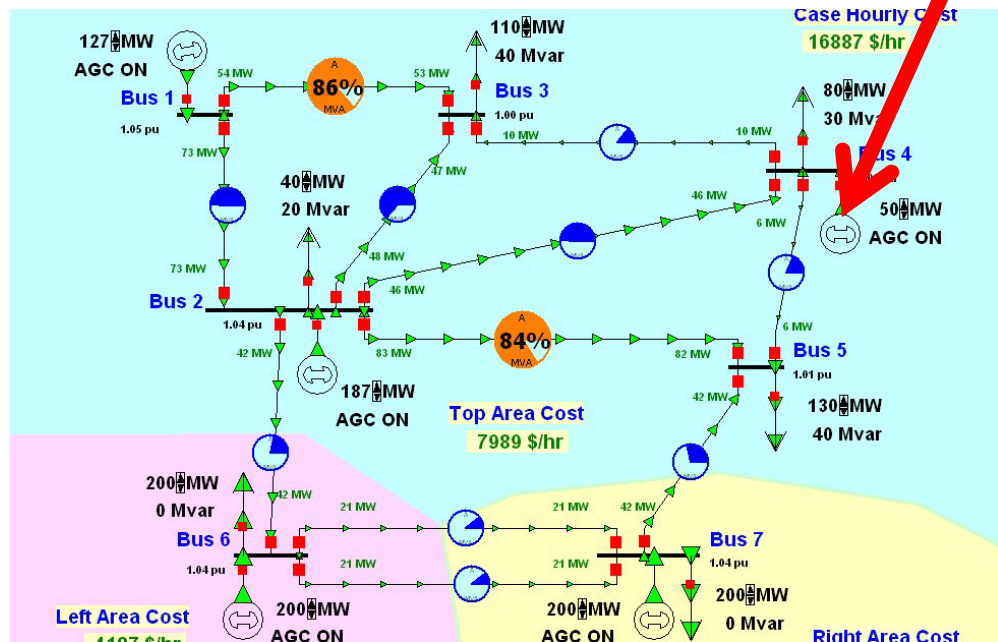 Case Hourly Cost
16887 $/hr
127 MW
AGC ON
Bus 1
1.05 pu
54 MW
A
86%
MVA
53 MW
110 MW
40 Mvar
Bus 3
1.00 pu
80 MW
30 Mvar
Bus 4
10 MW
10 MW
73 MW
47 MW
40 MW
20 Mvar
46 MW
6 MW
50 MW
AGC ON
73 MW
48 MW
46 MW
Bus 2
1.04 pu
42 MW
83 MW
A
84%
MVA
82 MW
6 MW
Bus 5
1.01 pu
187 MW
AGC ON
42 MW
130 MW
40 Mvar
Top Area Cost
7989 $/hr
200 MW
0 Mvar
42 MW
Bus 6
1.04 pu
21 MW
A
21 MW
42 MW
Bus 7
1.04 pu
21 MW
A
21 MW
200 MW
AGC ON
200 MW
AGC ON
200 MW
0 Mvar
Left Area Cost
4197 $/hr
Right Area Cost